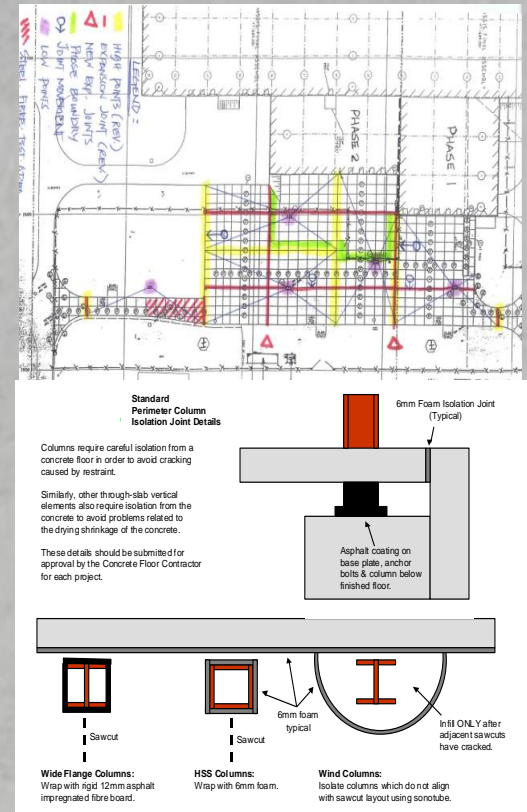 LEGEND:
HIGH POINTS (REV.)
EXPANSION JOINT (REV.)
NEW EXP. JOINTS
PHASE BOUNDARY
JOINT MOVEMENT
LOW POINTS
PHASE 2
PHASE 1
Standard
Perimeter Column
Isolation Joint Details
Columns require careful isolation from a
concrete floor in order to avoid cracking
caused by restraint.
Similarly, other through-slab vertical
elements also require isolation from the
concrete to avoid problems related to
the drying shrinkage of the concrete.
These details should be submitted for
approval by the Concrete Floor Contractor
for each project.
6mm Foam Isolation Joint
(Typical)
Asphalt coating on
base plate, anchor
bolts & column below
finished floor.
Sawcut
Sawcut
6mm foam
typical
Infill ONLY after
adjacent sawcuts
have cracked.
Wide Flange Columns:
Wrap with rigid 12mm asphalt
impregnated fibre board.
HSS Columns:
Wrap with 6mm foam.
Wind Columns:
Isolate columns which do not align
with sawcut layout using sonotube.